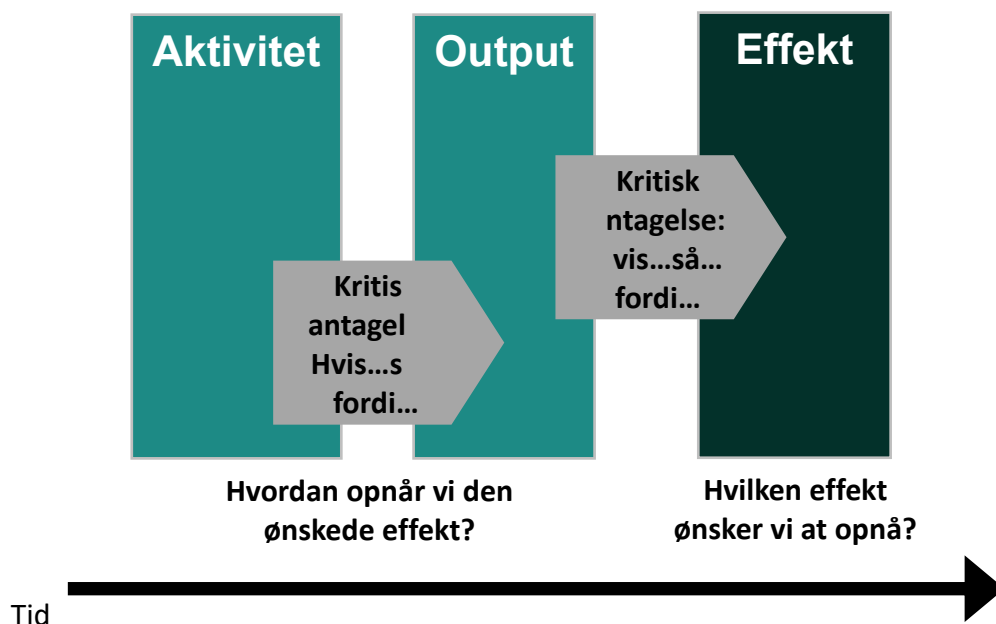 Aktivitet
Output
Effekt
Kritisk
ntagelse:
vis...så...
fordi...
Kritis
antagel
Hvis...s
fordi...
Hvordan opnår vi den
ønskede effekt?
Hvilken effekt
ønsker vi at opnå?
Tid